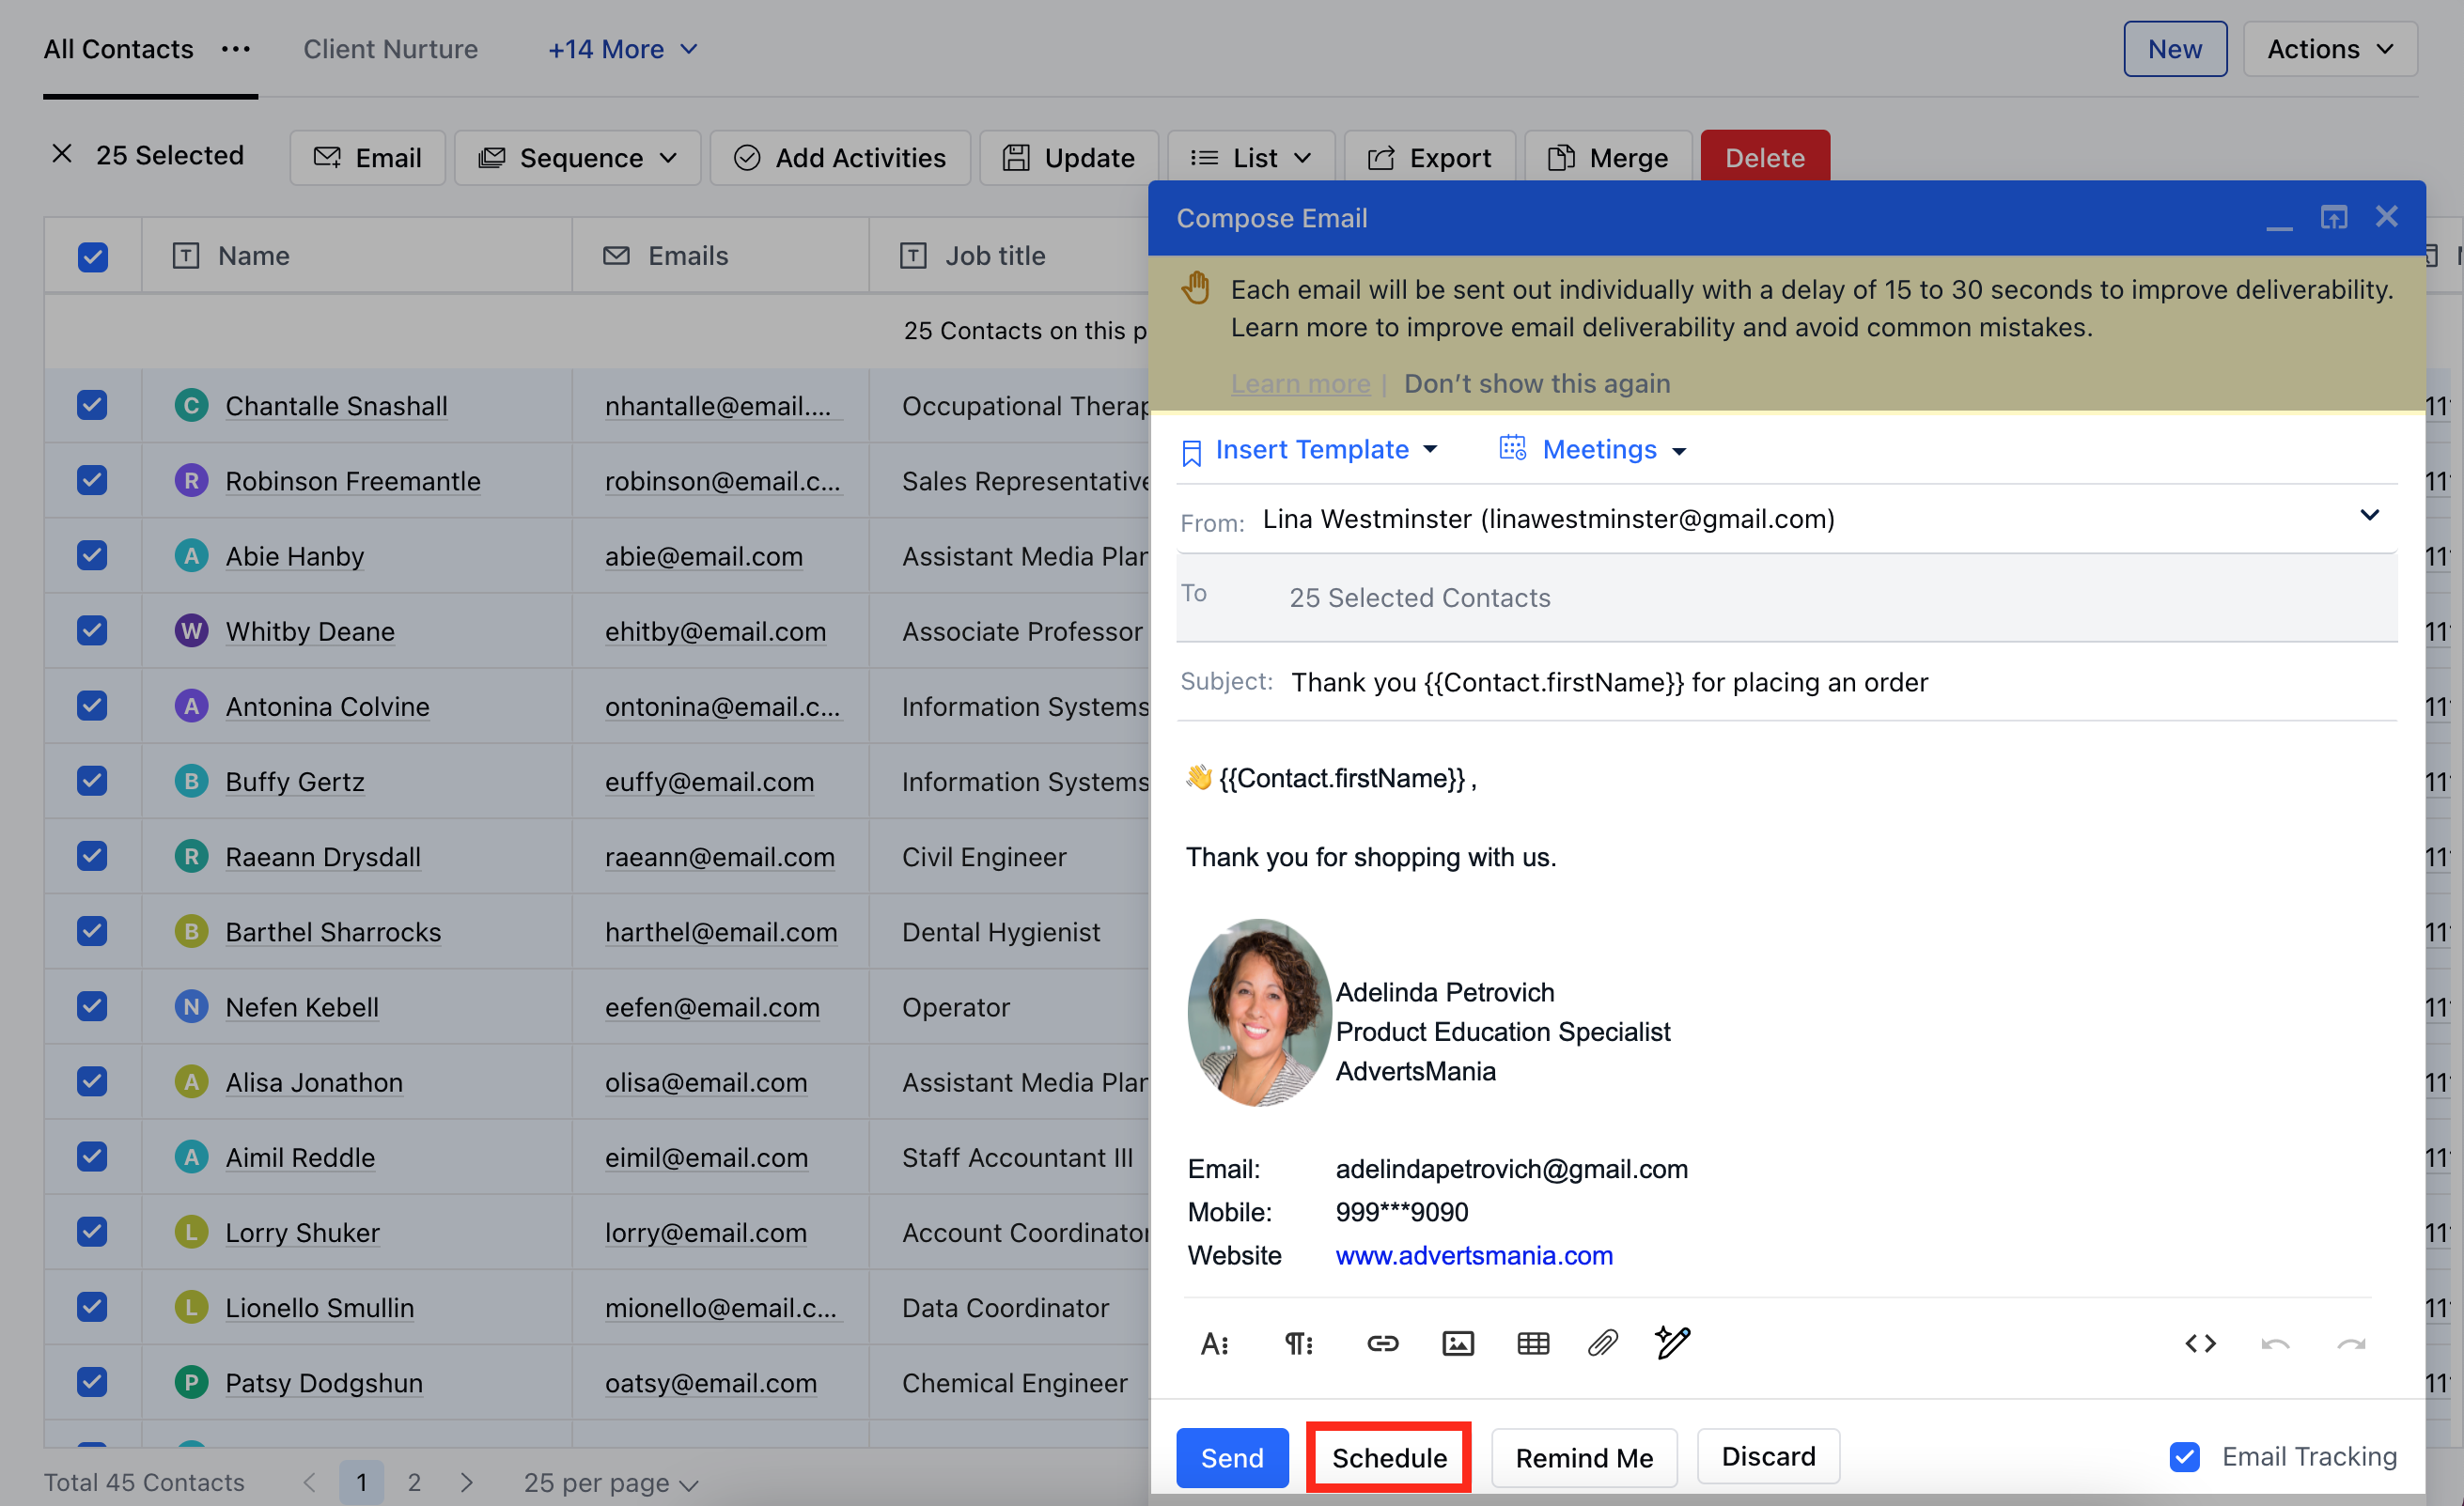 All Contacts ••• Client Nurture +14 More New Actions
25 Selected Email Sequence Add Activities Update List Export Merge Delete
Compose Email
Name Emails Job title
Each email will be sent out individually with a delay of 15 to 30 seconds to improve deliverability.
Learn more to improve email deliverability and avoid common mistakes.
Learn more | Don't show this again
25 Contacts on this p
C Chantalle Snashall nhantalle@email.... Occupational Therap
R Robinson Freemantle robinson@email.c... Sales Representative
A Abie Hanby abie@email.com Assistant Media Plan
W Whitby Deane ehitby@email.com Associate Professor
A Antonina Colvine ontonina@email.c... Information Systems
B Buffy Gertz euffy@email.com Information Systems
R Raeann Drysdall raeann@email.com Civil Engineer
B Barthel Sharrocks harthel@email.com Dental Hygienist
N Nefen Kebell eefen@email.com Operator
A Alisa Jonathon olisa@email.com Assistant Media Plan
A Aimil Reddle eimil@email.com Staff Accountant III
L Lorry Shuker lorry@email.com Account Coordinator
L Lionello Smullin mionello@email.c... Data Coordinator
P Patsy Dodgshun oatsy@email.com Chemical Engineer
Total 45 Contacts 1 2 25 per page
Insert Template Meetings
From: Lina Westminster (linawestminster@gmail.com)
To 25 Selected Contacts
Subject: Thank you {{Contact.firstName}} for placing an order
👋 {{Contact.firstName}} ,
Thank you for shopping with us.
Adelinda Petrovich
Product Education Specialist
AdvertsMania
Email: adelindapetrovich@gmail.com
Mobile: 999***9090
Website www.advertsmania.com
Send Schedule Remind Me Discard Email Tracking